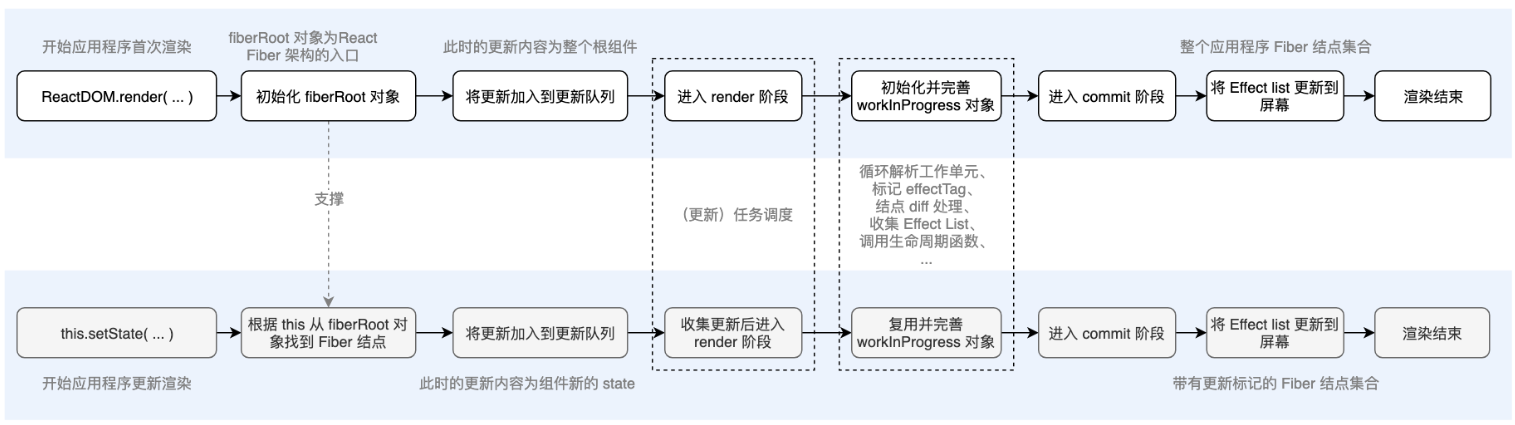 开始应用程序首次渲染
fiberRoot 对象为React
Fiber 架构的入口
此时的更新内容为整个根组件
整个应用程序 Fiber 结点集合
ReactDOM.render( ... )
初始化 fiberRoot 对象
将更新加入到更新队列
进入 render 阶段
初始化并完善
workInProgress 对象
进入 commit 阶段
将 Effect list 更新到
屏幕
渲染结束
支撑
（更新）任务调度
循环解析工作单元、
标记 effectTag、
结点 diff 处理、
收集 Effect List、
调用生命周期函数、
...
this.setState( ... )
根据 this 从 fiberRoot 对
象找到 Fiber 结点
将更新加入到更新队列
收集更新后进入
render 阶段
复用并完善
workInProgress 对象
进入 commit 阶段
将 Effect list 更新到
屏幕
渲染结束
开始应用程序更新渲染
此时的更新内容为组件新的 state
带有更新标记的 Fiber 结点集合